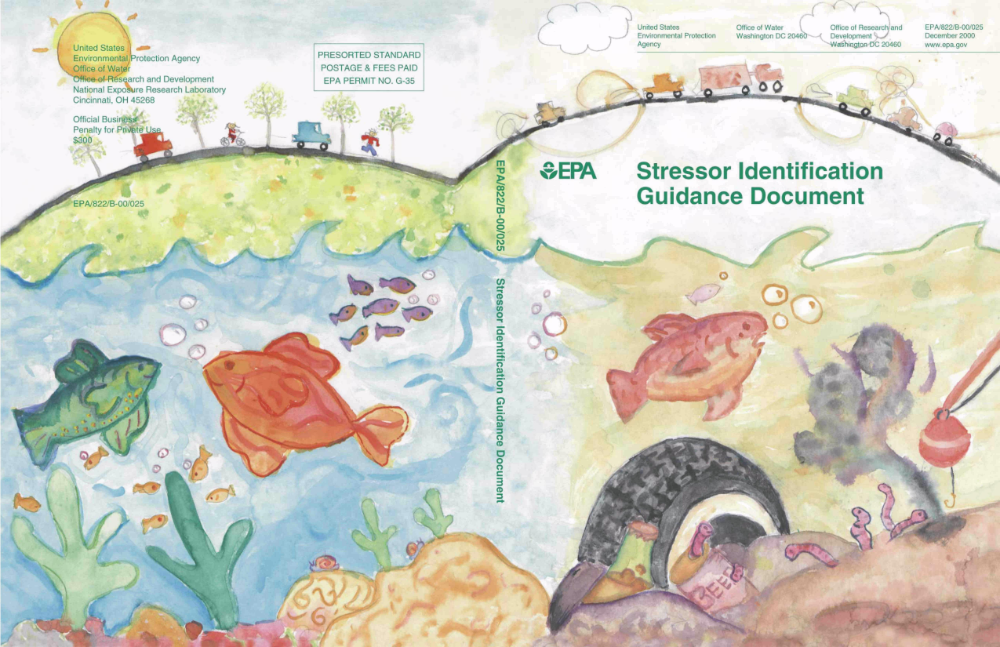 United States
Environmental Protection Agency
Office of Water
Office of Research and Development
National Exposure Research Laboratory
Cincinnati, OH 45268
Official Business
Penalty for Private Use
$300
EPA/822/B-00/025
PRESORTED STANDARD
POSTAGE & FEES PAID
EPA PERMIT NO. G-35
EPA/822/B-00/025 Stressor Identification Guidance Document
United States
Environmental Protection
Agency
Office of Water
Washington DC 20460
Office of Research and
Development
Washington DC 20460
EPA/822/B-00/025
December 2000
www.epa.gov
EPA
Stressor Identification
Guidance Document
BEER